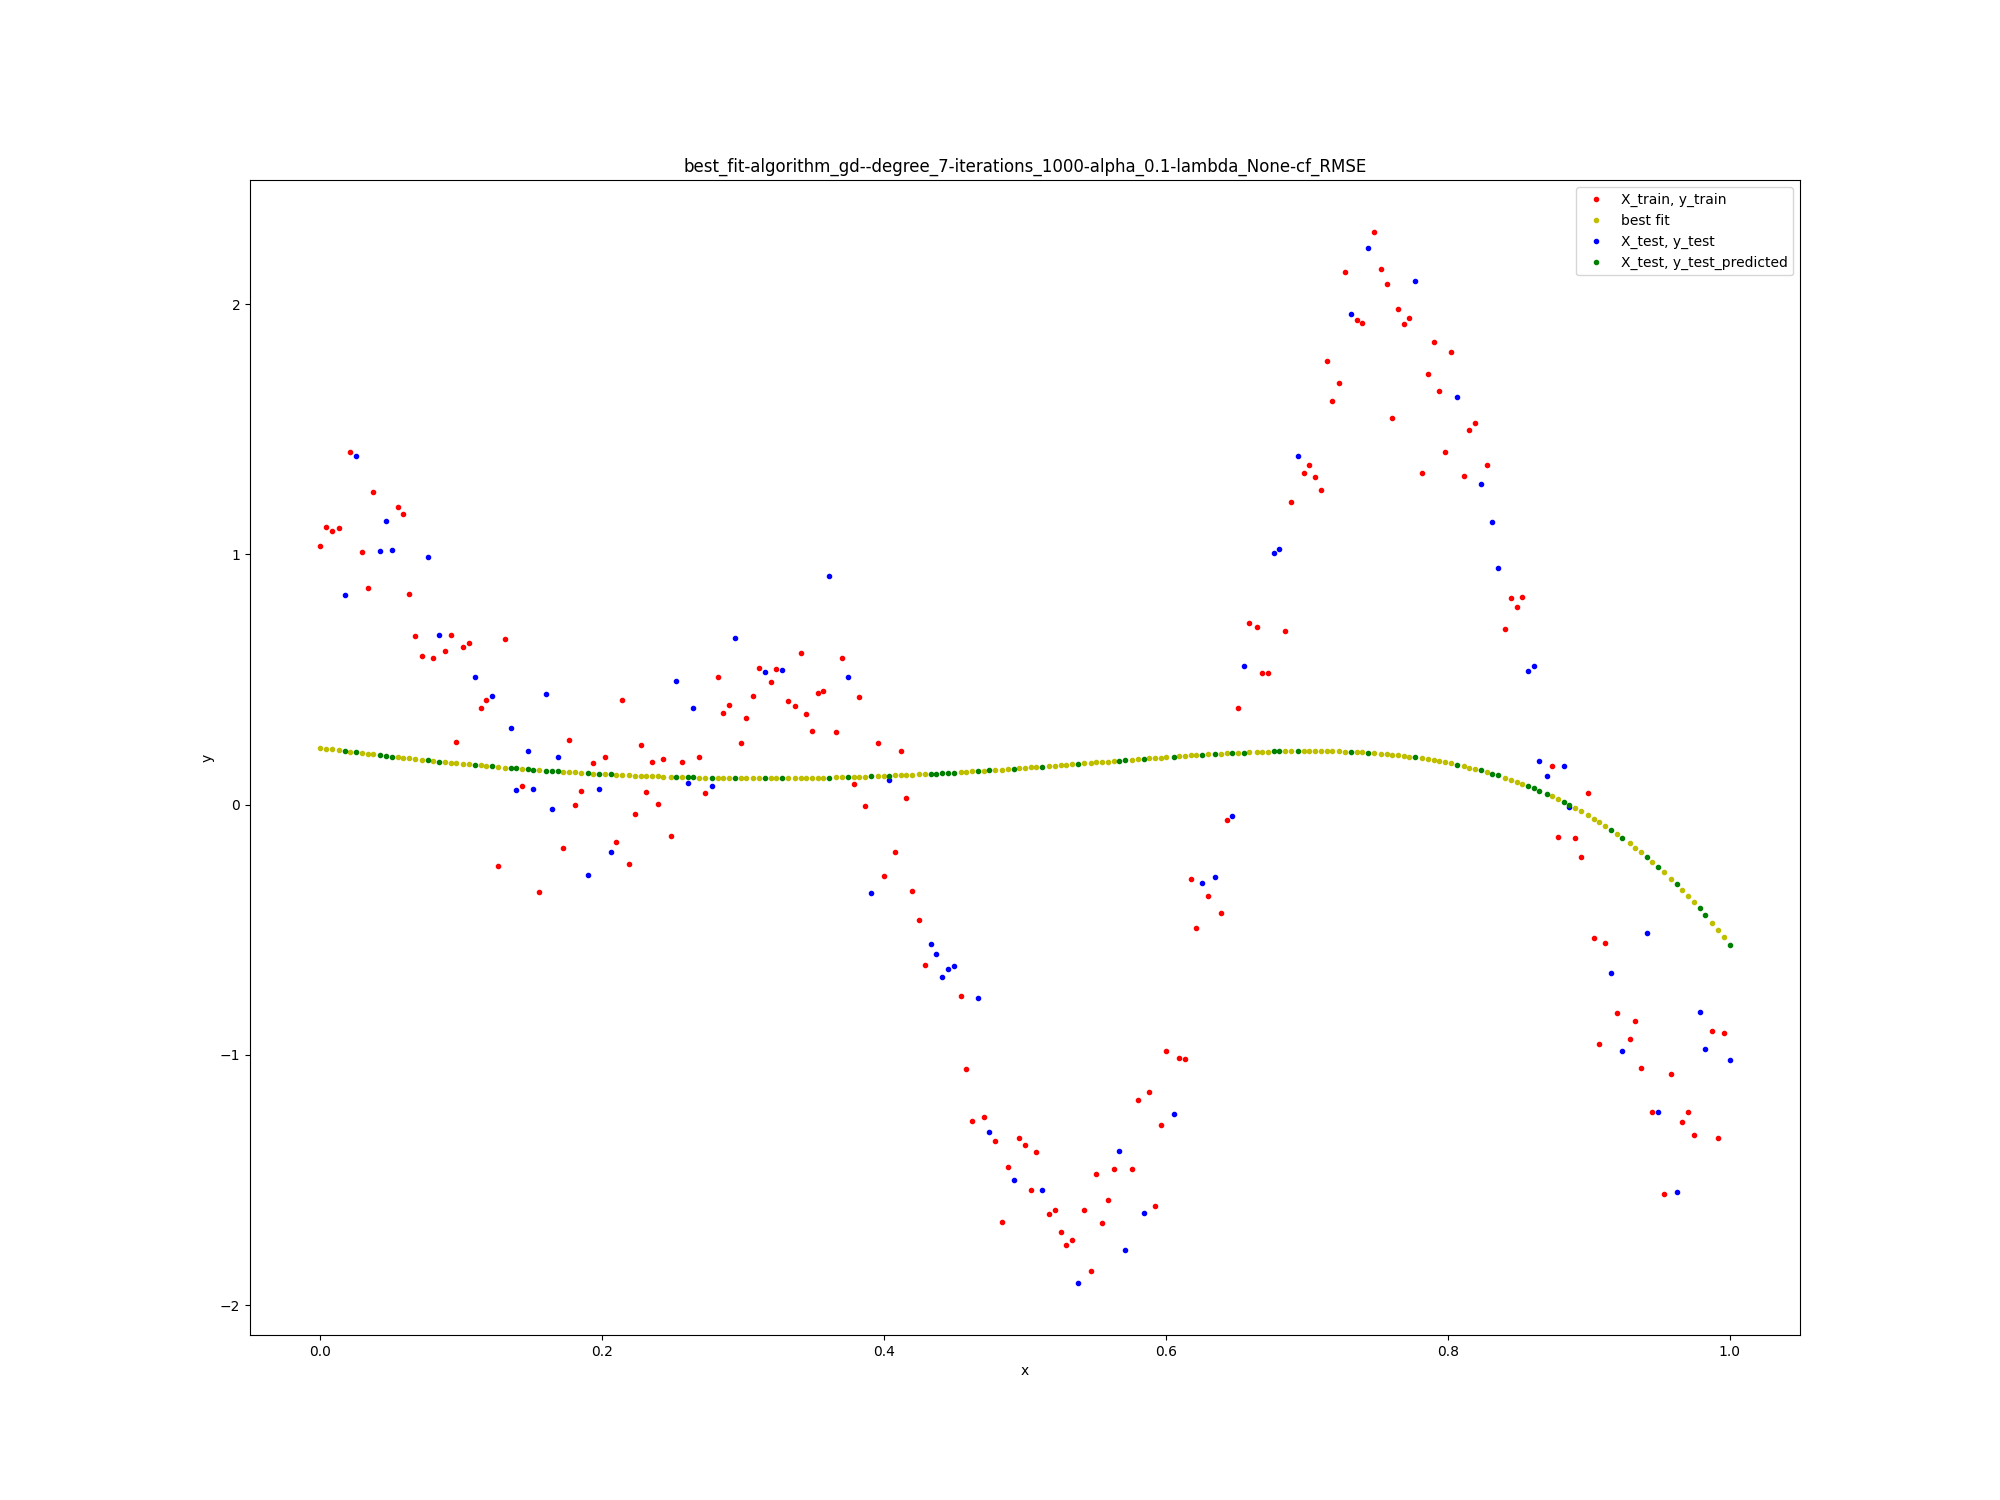 best_fit-algorithm_gd--degree_7-iterations_1000-alpha_0.1-lambda_None-cf_RMSE
X_train, y_train
best fit
X_test, y_test
X_test, y_test_predicted
2
1
0
−1
−2
y
0.0 0.2 0.4 0.6 0.8 1.0
x